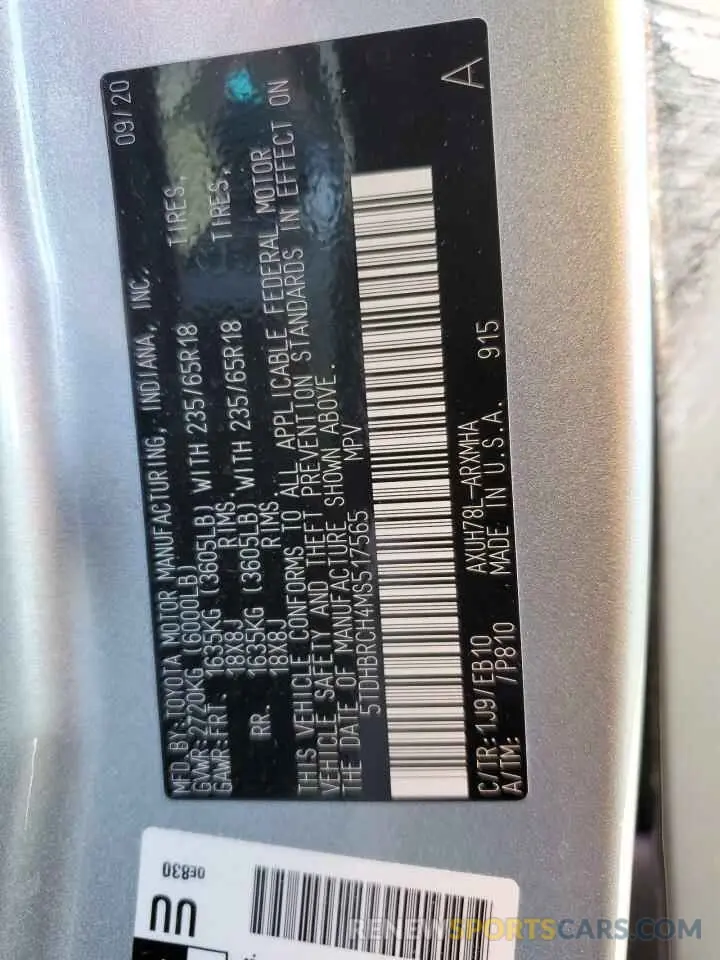 MFD.BY:TOYOTA MOTOR MANUFACTURING, INDIANA, INC. 09/20
GVWR:2720KG (6000LB)
GAWR:FRT. 1635KG (3605LB) WITH 235/65R18 TIRES,
18X8J RIMS.
RR. 1635KG (3605LB) WITH 235/65R18 TIRES,
18X8J RIMS.
THIS VEHICLE CONFORMS TO ALL APPLICABLE FEDERAL MOTOR
VEHICLE SAFETY AND THEFT PREVENTION STANDARDS IN EFFECT ON
THE DATE OF MANUFACTURE SHOWN ABOVE.
5TDHBRCH4MS517565 MPV
A
C/TR:1J9/EB10 AXUH78L-ARXMHA
A/TM: /P810 MADE IN U.S.A. 915
0E830
UU
RENEWSPORTSCARS.COM